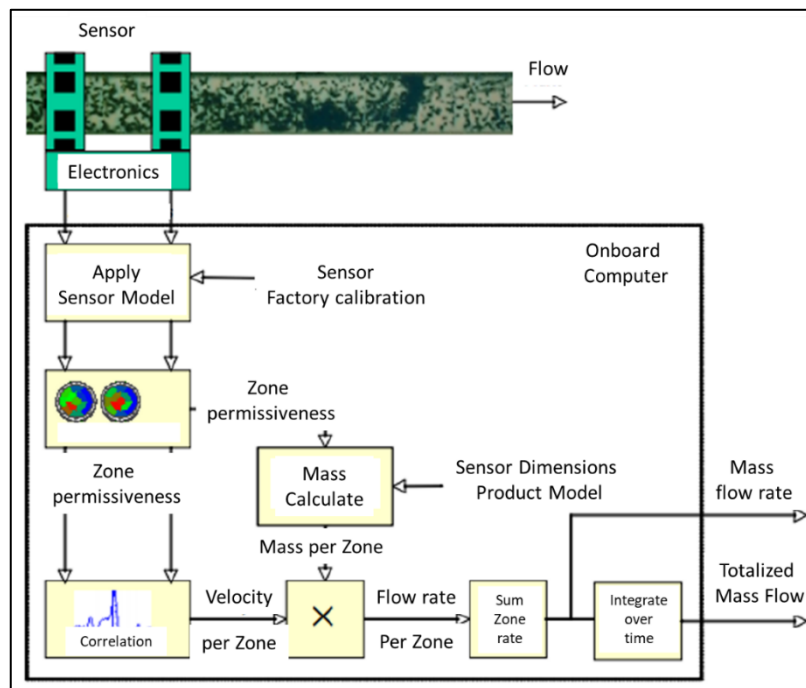 Sensor
Flow
Electronics
Onboard
Computer
Apply
Sensor Model
Sensor
Factory calibration
Zone
permissiveness
Zone
permissiveness
Mass
Calculate
Sensor Dimensions
Product Model
Mass
flow rate
Mass per Zone
Totalized
Mass Flow
Velocity
per Zone
×
Flow rate
Per Zone
Sum
Zone
rate
Integrate
over
time
Correlation